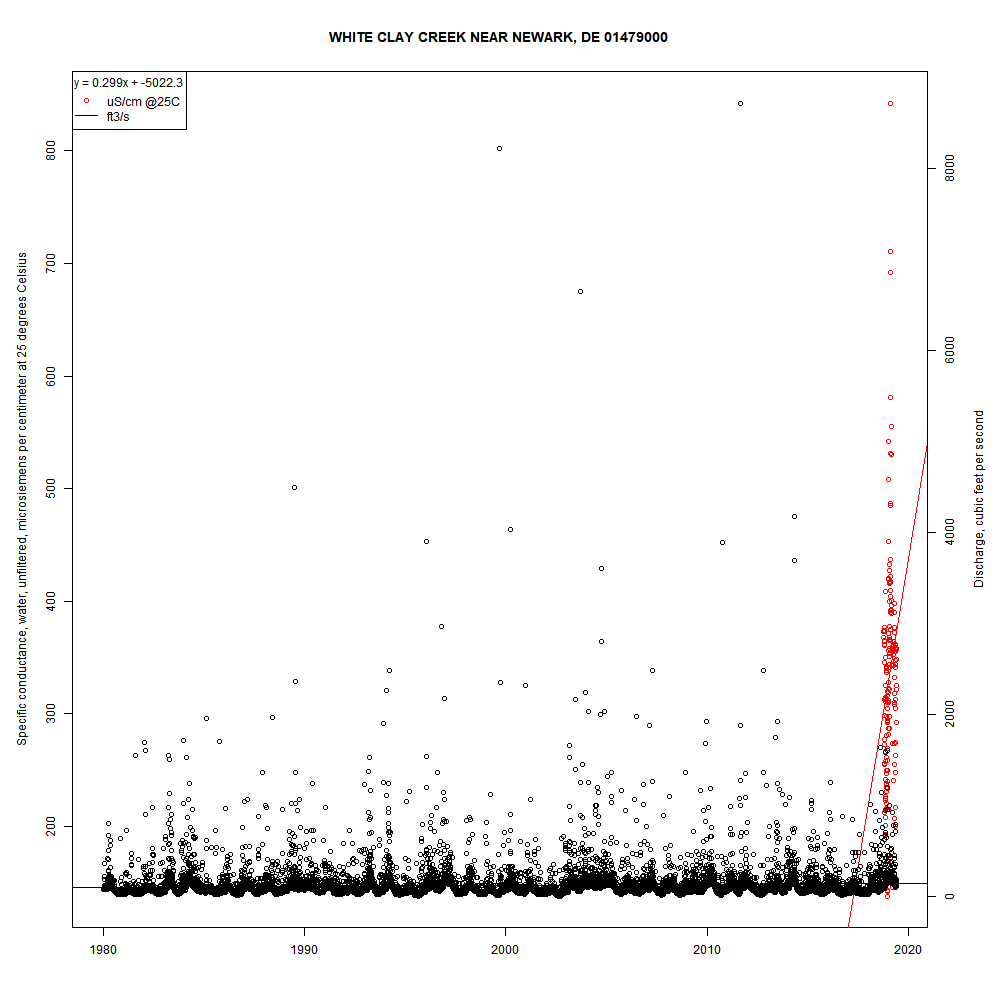 WHITE CLAY CREEK NEAR NEWARK, DE 01479000
y = 0.299x + -5022.3
uS/cm @25C
ft3/s
Specific conductance, water, unfiltered, microsiemens per centimeter at 25 degrees Celsius
800
700
600
500
400
300
200
8000
6000
4000
2000
0
Discharge, cubic feet per second
1980 1990 2000 2010 2020